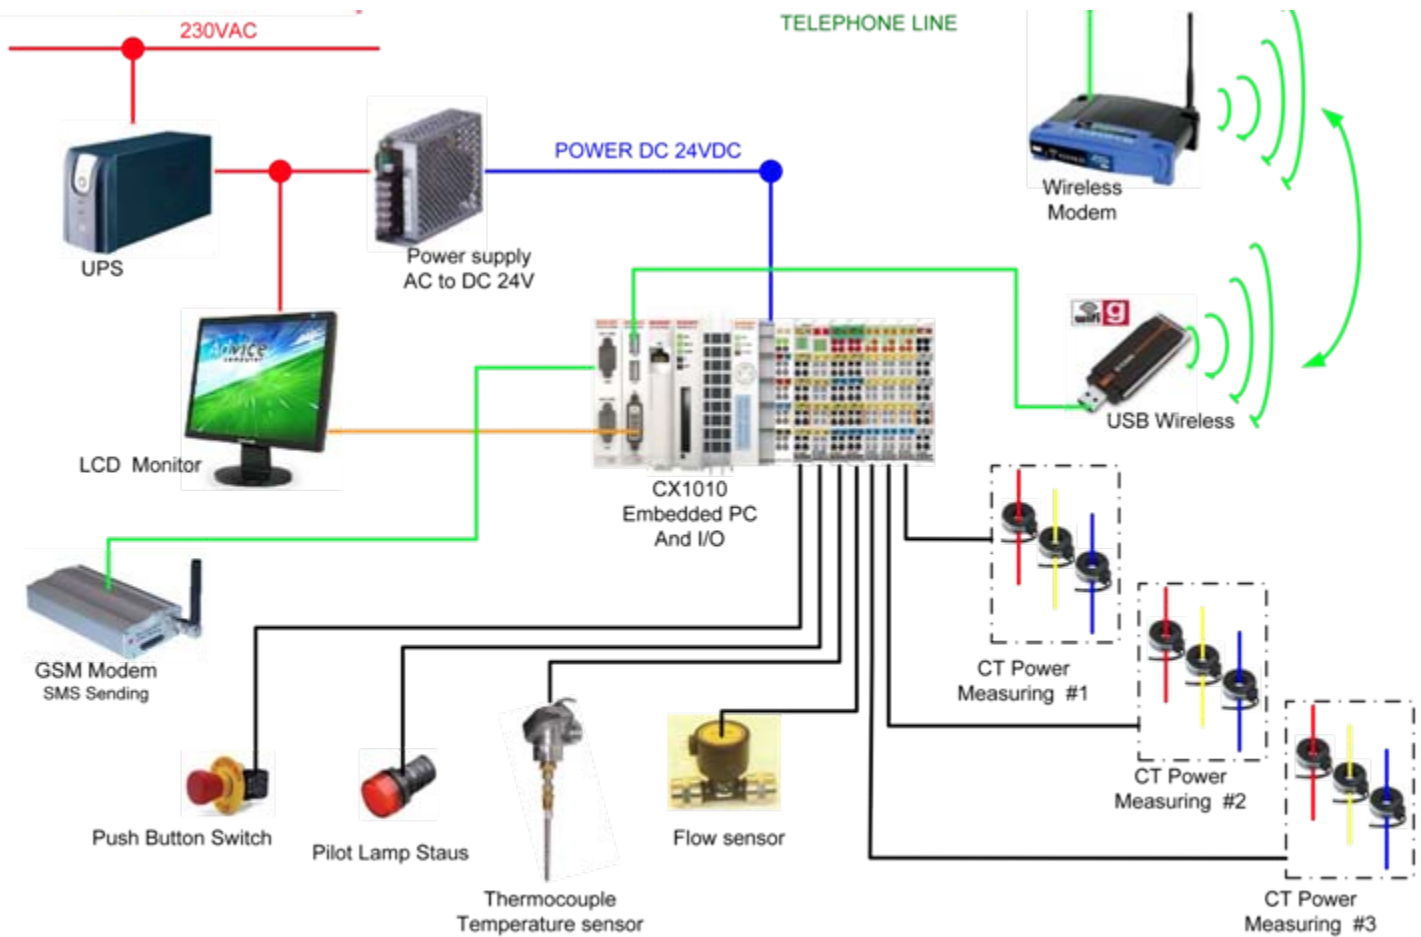 TELEPHONE LINE
230VAC
POWER DC 24VDC
Wireless
Modem
Power supply
AC to DC 24V
UPS
wifi
g
USB Wireless
LCD Monitor
CX1010
Embedded PC
And I/O
GSM Modem
SMS Sending
CT Power
Measuring #1
CT Power
Measuring #2
CT Power
Measuring #3
Push Button Switch
Pilot Lamp Staus
Flow sensor
Thermocouple
Temperature sensor